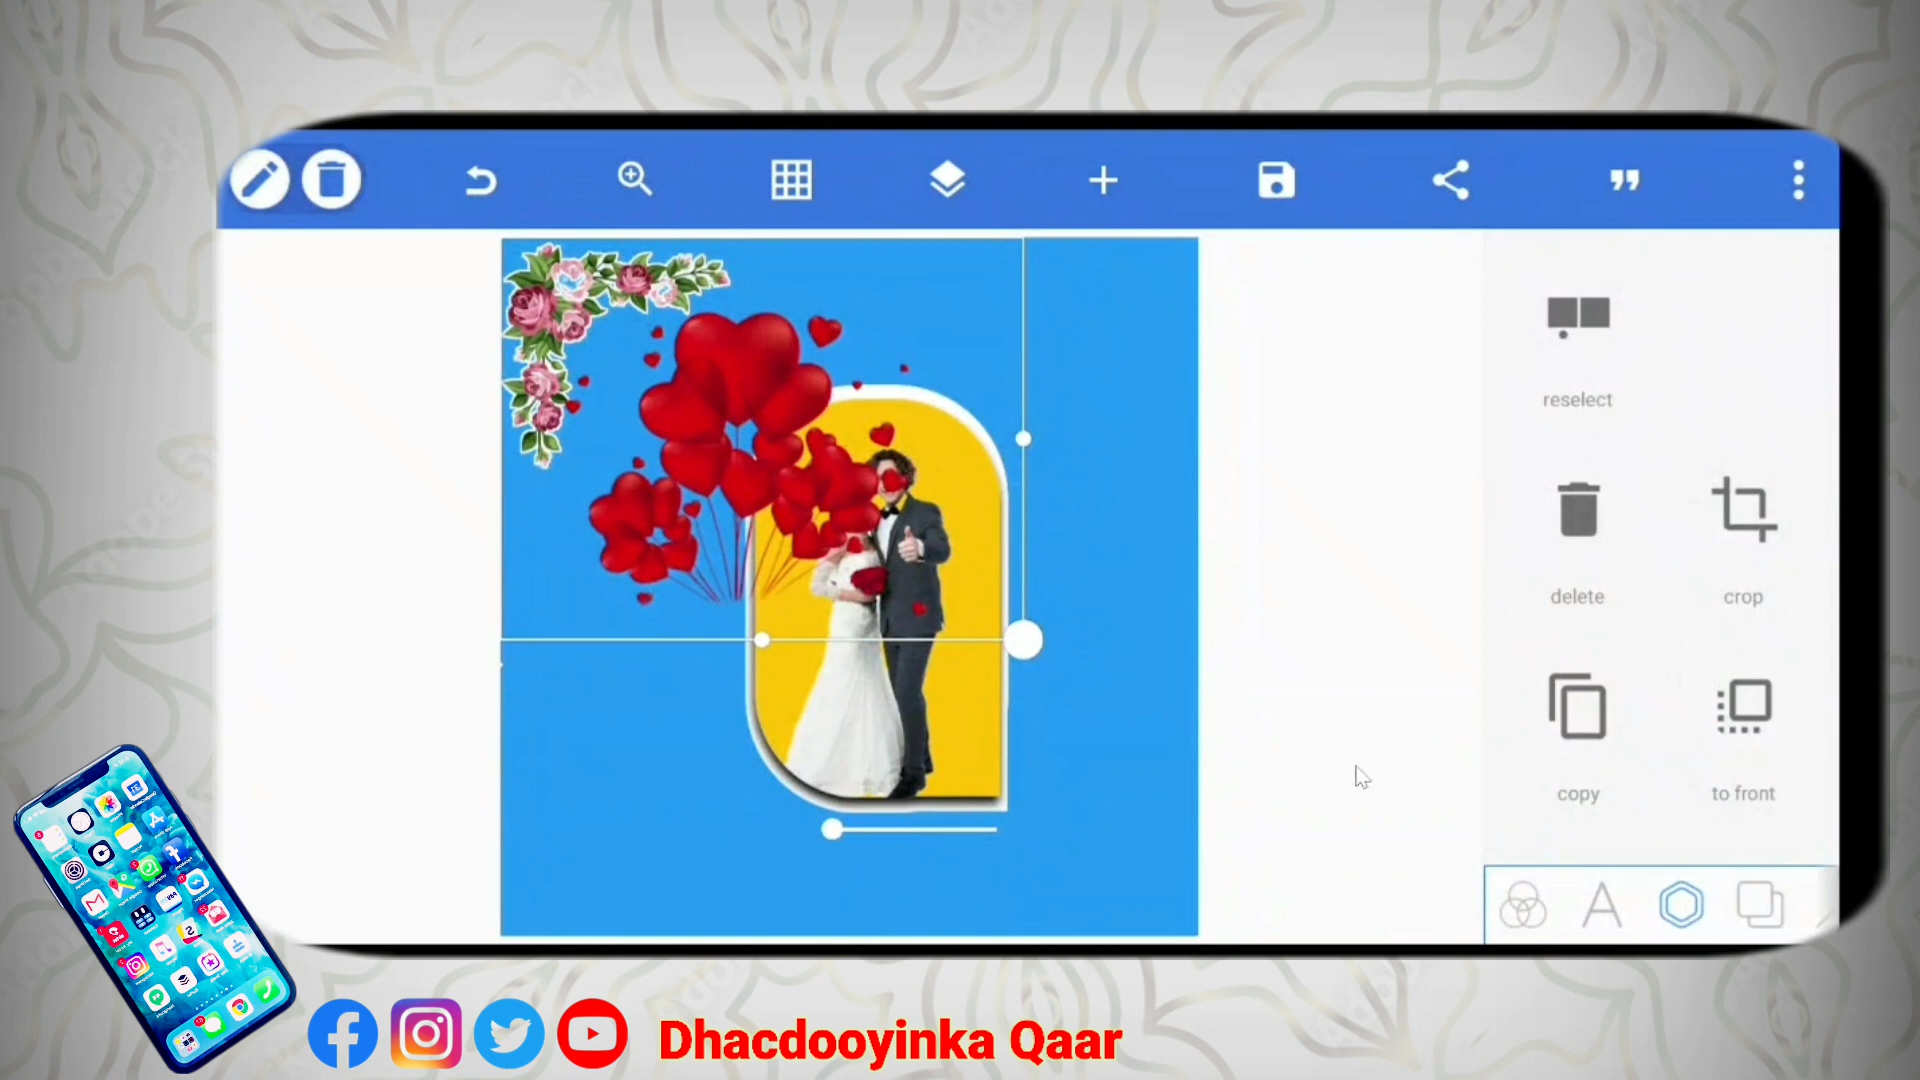 reselect
delete
crop
copy
to front
Dhacdooyinka Qaar